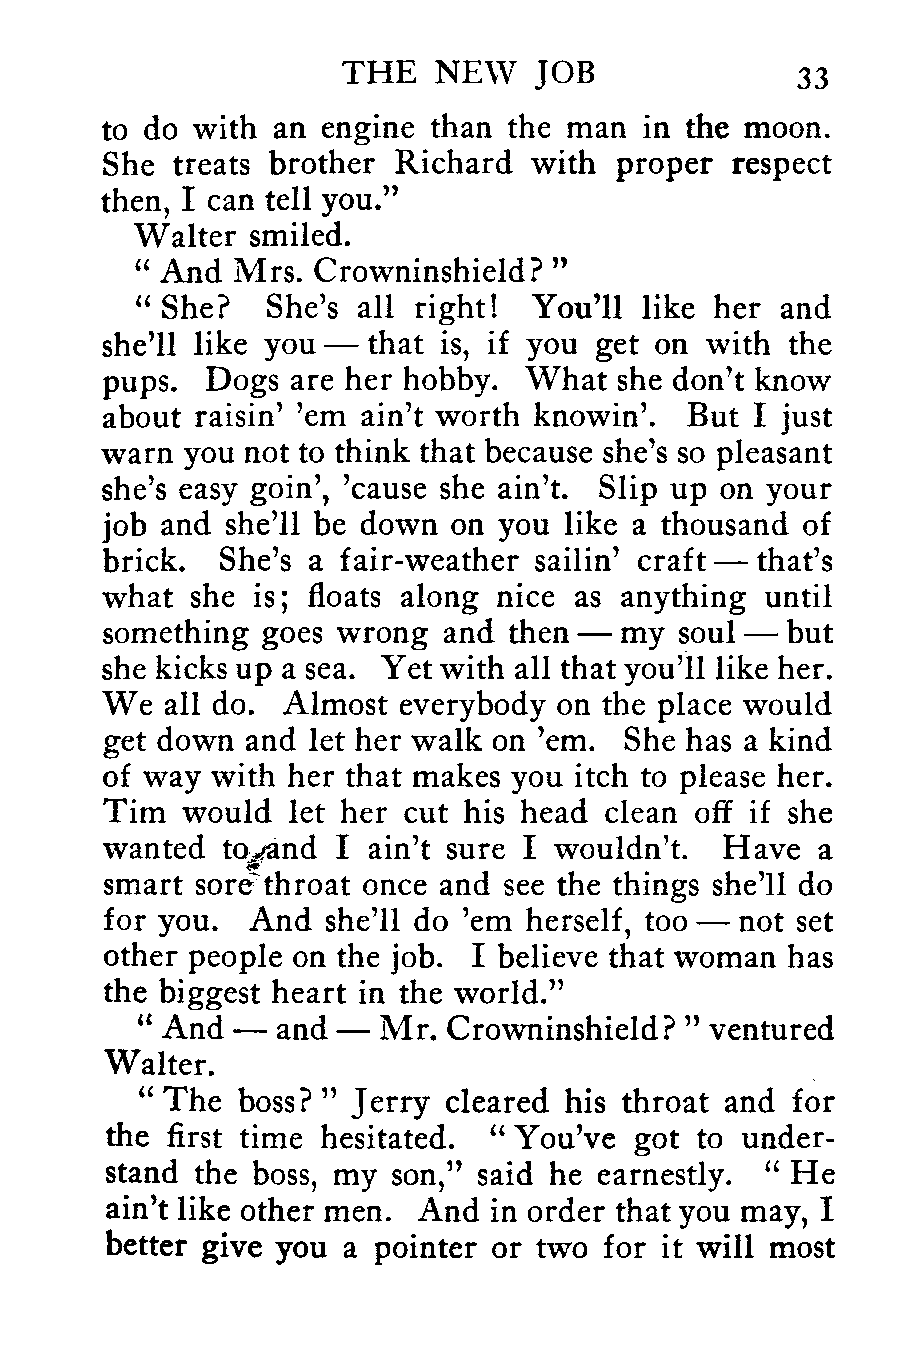 THE NEW JOB 33
to do with an engine than the man in the moon.
She treats brother Richard with proper respect
then, I can tell you.”
Walter smiled.
“ And Mrs. Crowninshield? ”
“ She? She’s all right! You’ll like her and
she’ll like you — that is, if you get on with the
pups. Dogs are her hobby. What she don’t know
about raisin’ ’em ain’t worth knowin’. But I just
warn you not to think that because she’s so pleasant
she’s easy goin’, ’cause she ain’t. Slip up on your
job and she’ll be down on you like a thousand of
brick. She’s a fair-weather sailin’ craft — that’s
what she is; floats along nice as anything until
something goes wrong and then — my soul — but
she kicks up a sea. Yet with all that you’ll like her.
We all do. Almost everybody on the place would
get down and let her walk on ’em. She has a kind
of way with her that makes you itch to please her.
Tim would let her cut his head clean off if she
wanted to, and I ain’t sure I wouldn’t. Have a
smart sore throat once and see the things she’ll do
for you. And she’ll do ’em herself, too — not set
other people on the job. I believe that woman has
the biggest heart in the world.”
“ And — and — Mr. Crowninshield? ” ventured
Walter.
“ The boss? ” Jerry cleared his throat and for
the first time hesitated. “ You’ve got to under-
stand the boss, my son,” said he earnestly. “ He
ain’t like other men. And in order that you may, I
better give you a pointer or two for it will most